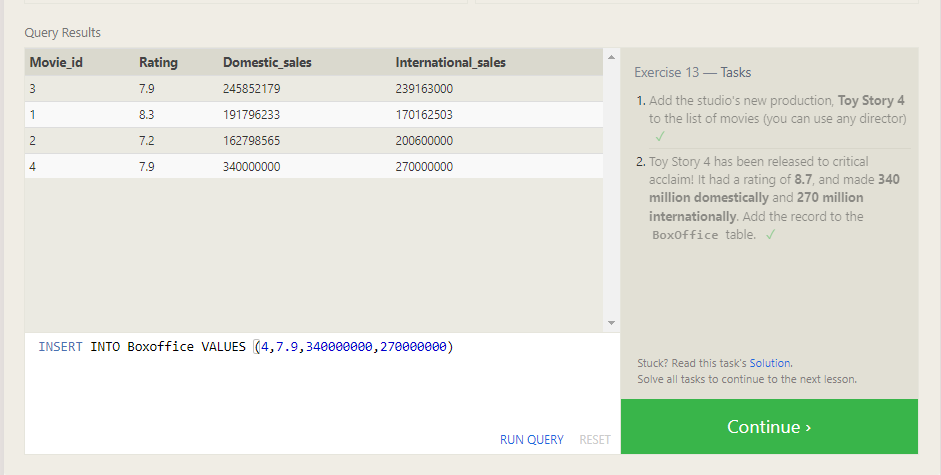 Query Results
Movie_id Rating Domestic_sales International_sales
3 7.9 245852179 239163000
1 8.3 191796233 170162503
2 7.2 162798565 200600000
4 7.9 340000000 270000000
INSERT INTO Boxoffice VALUES (4,7.9,340000000,270000000)
RUN QUERY RESET
Exercise 13 — Tasks
1. Add the studio's new production, Toy Story 4
to the list of movies (you can use any director)
✓
2. Toy Story 4 has been released to critical
acclaim! It had a rating of 8.7, and made 340
million domestically and 270 million
internationally. Add the record to the
BoxOffice table. ✓
Stuck? Read this task's Solution.
Solve all tasks to continue to the next lesson.
Continue ›